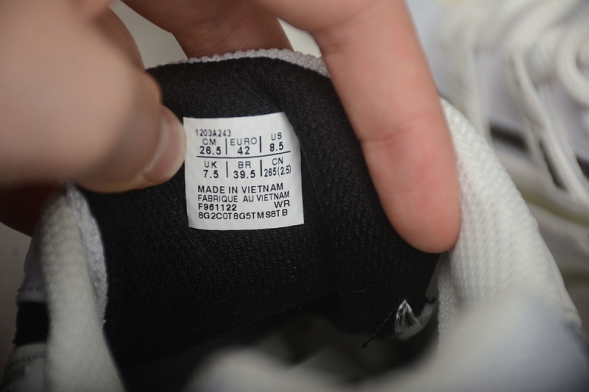 1203A243
CM EURO US
26.5 42 8.5
UK BR CN
7.5 39.5 265(2.5)
MADE IN VIETNAM
FABRIQUE AU VIETNAM
F961122 WR
8G2C0T8G5TMS8TB